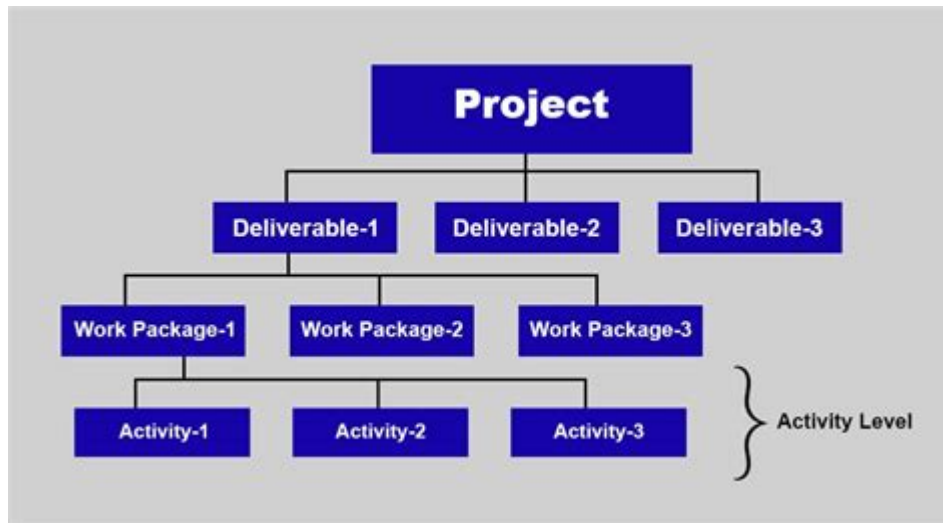 Project
Deliverable-1
Deliverable-2
Deliverable-3
Work Package-1
Work Package-2
Work Package-3
Activity-1
Activity-2
Activity-3
Activity Level